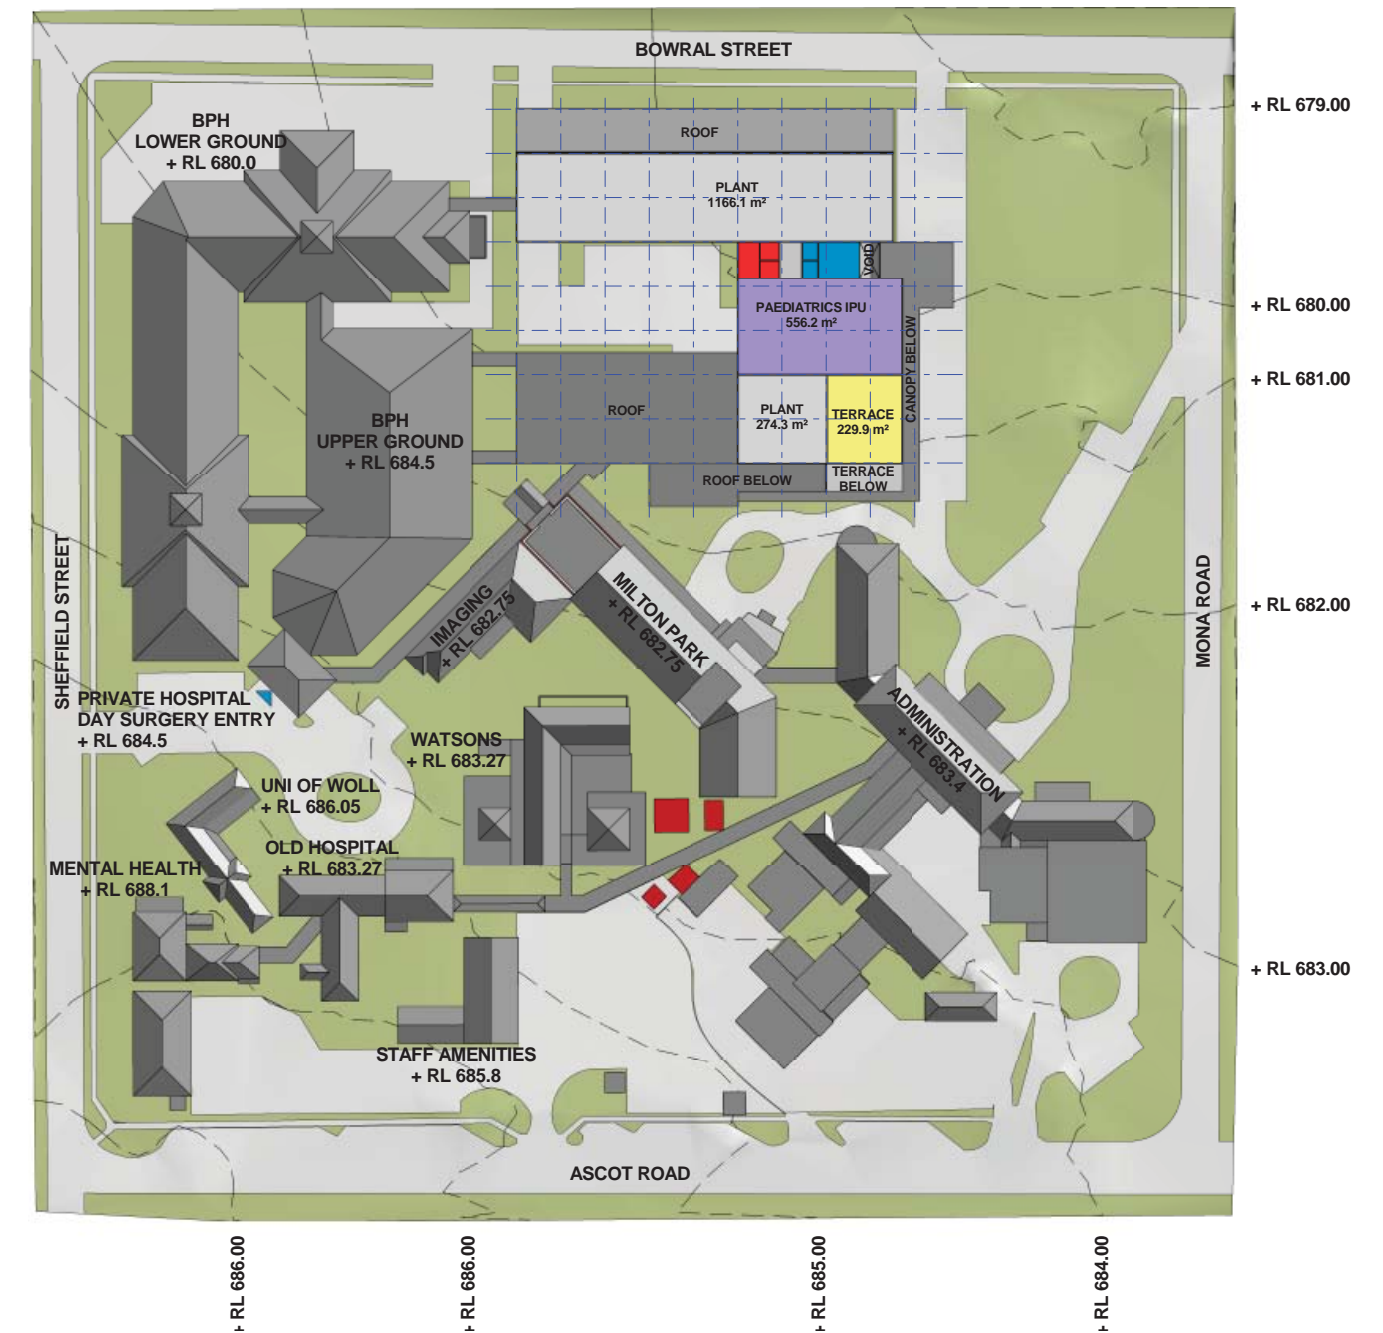 BOWRAL STREET
+ RL 679.00
BPH
LOWER GROUND
+ RL 680.0
ROOF
PLANT
1166.1 m²
VOID
PAEDIATRICS IPU
556.2 m²
+ RL 680.00
CANOPY BELOW
+ RL 681.00
BPH
UPPER GROUND
+ RL 684.5
ROOF
PLANT
274.3 m²
TERRACE
229.9 m²
ROOF BELOW
TERRACE
BELOW
SHEFFIELD STREET
IMAGING
+ RL 682.75
MILTON PARK
+ RL 682.75
MONA ROAD
+ RL 682.00
PRIVATE HOSPITAL
DAY SURGERY ENTRY
+ RL 684.5
ADMINISTRATION
+ RL 683.4
WATSONS
+ RL 683.27
UNI OF WOLL
+ RL 686.05
OLD HOSPITAL
+ RL 683.27
MENTAL HEALTH
+ RL 688.1
+ RL 683.00
STAFF AMENITIES
+ RL 685.8
ASCOT ROAD
+ RL 686.00
+ RL 686.00
+ RL 685.00
+ RL 684.00